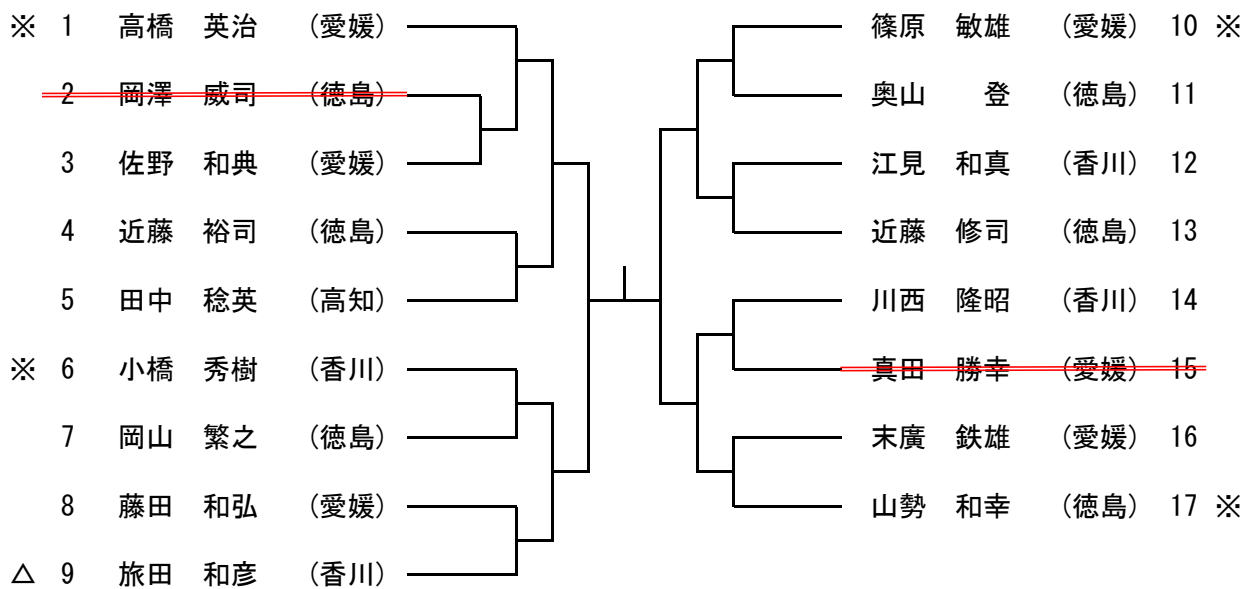 ※ 1 高橋 英治 (愛媛)
2 岡澤 威司 (徳島)
3 佐野 和典 (愛媛)
4 近藤 裕司 (徳島)
5 田中 稔英 (高知)
※ 6 小橋 秀樹 (香川)
7 岡山 繁之 (徳島)
8 藤田 和弘 (愛媛)
△ 9 旅田 和彦 (香川)
篠原 敏雄 (愛媛) 10 ※
奥山 登 (徳島) 11
江見 和真 (香川) 12
近藤 修司 (徳島) 13
川西 隆昭 (香川) 14
真田 勝幸 (愛媛) 15
末廣 鉄雄 (愛媛) 16
山勢 和幸 (徳島) 17 ※